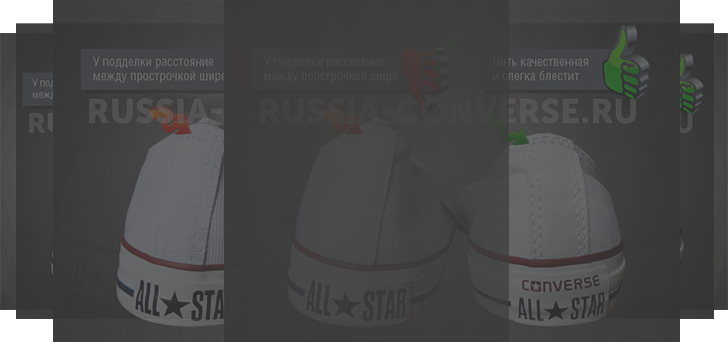 У подделки расстояние
между прострочкой шире
У подделки расстояние
между прострочкой шире
Нить качественная
и слегка блестит
RUSSIA-
RUSSIA-CONVERSE.RU
ALL★STAR
ALL★STAR
CONVERSE
ALL★STAR